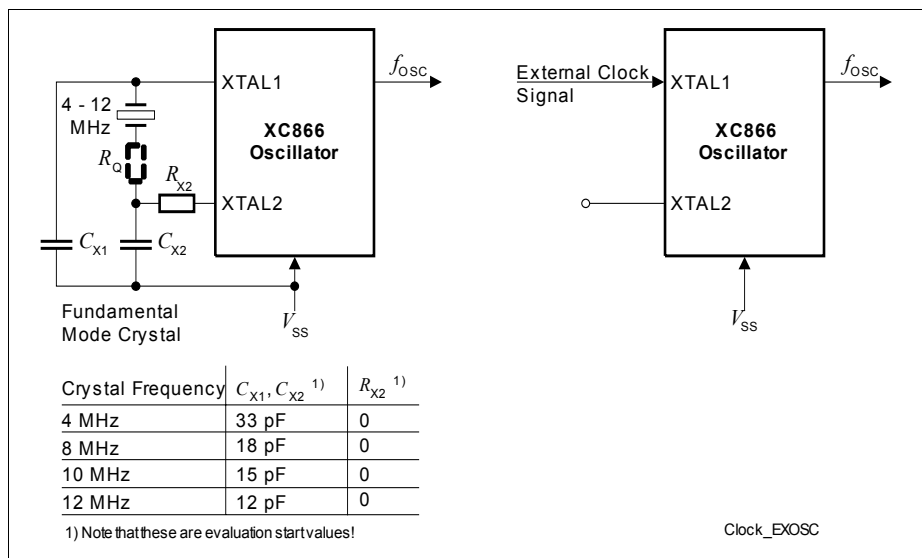 XTAL1
XTAL2
XC866
Oscillator
fOSC
4 - 12
MHz
RQ
RX2
CX1
CX2
VSS
Fundamental
Mode Crystal
External Clock
Signal
XTAL1
XTAL2
XC866
Oscillator
fOSC
VSS
Crystal Frequency CX1, CX2 1) RX2 1)
4 MHz 33 pF 0
8 MHz 18 pF 0
10 MHz 15 pF 0
12 MHz 12 pF 0
1) Note that these are evaluation start values!
Clock_EXOSC